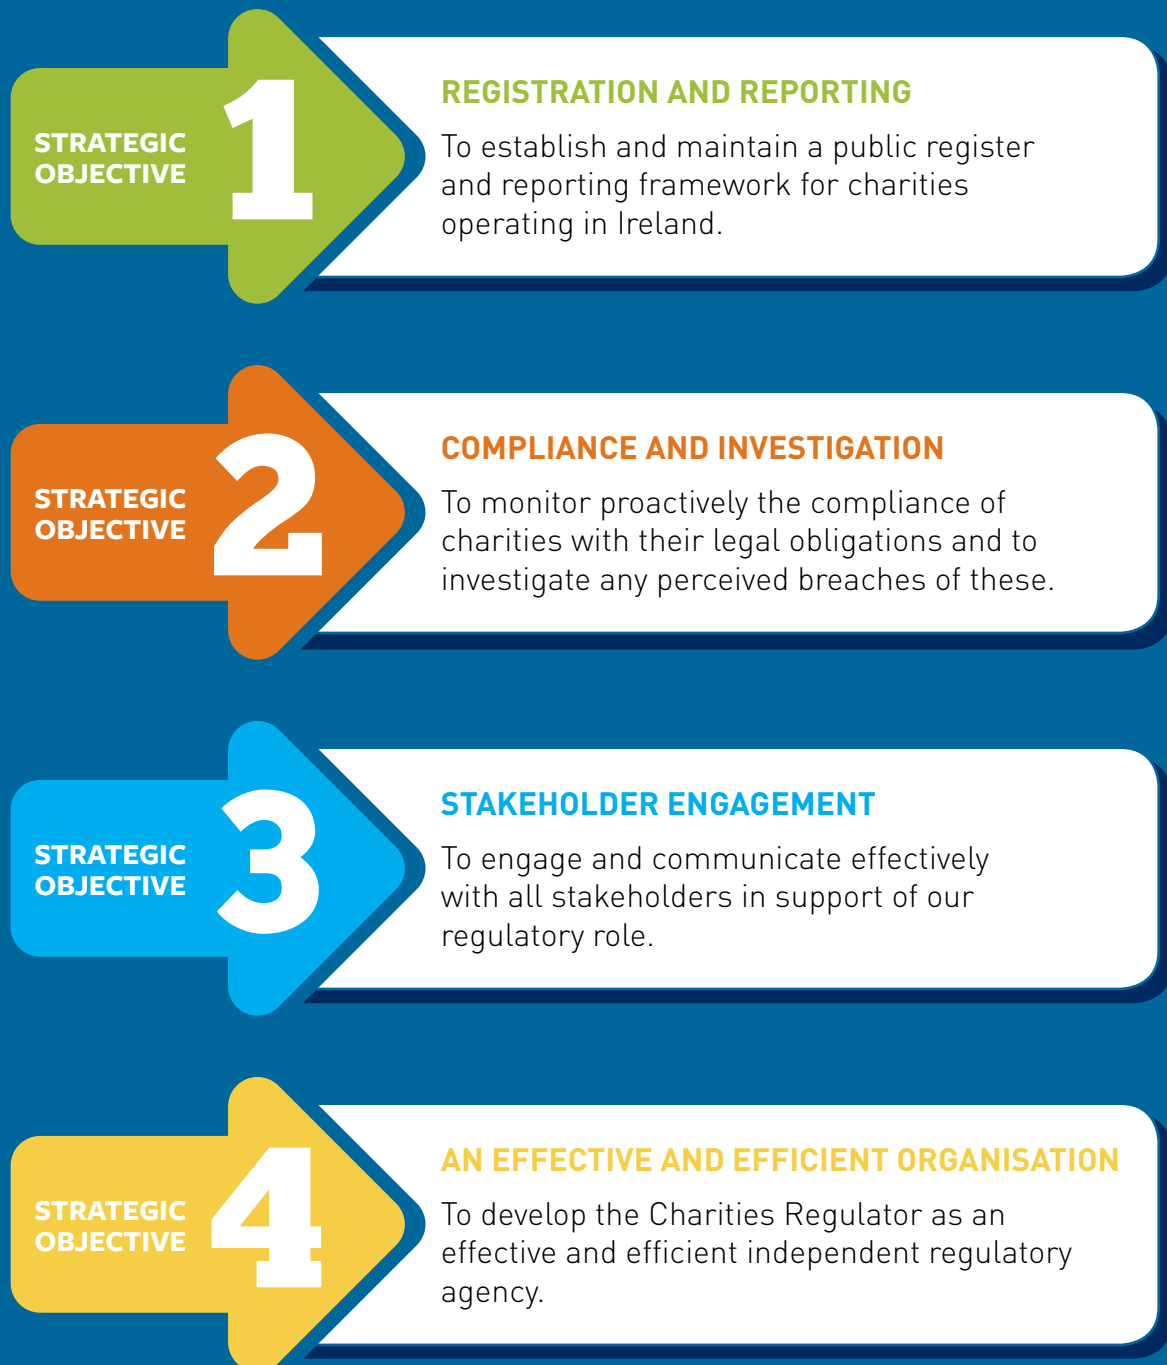 STRATEGIC
OBJECTIVE
1
REGISTRATION AND REPORTING
To establish and maintain a public register
and reporting framework for charities
operating in Ireland.
STRATEGIC
OBJECTIVE
2
COMPLIANCE AND INVESTIGATION
To monitor proactively the compliance of
charities with their legal obligations and to
investigate any perceived breaches of these.
STRATEGIC
OBJECTIVE
3
STAKEHOLDER ENGAGEMENT
To engage and communicate effectively
with all stakeholders in support of our
regulatory role.
STRATEGIC
OBJECTIVE
4
AN EFFECTIVE AND EFFICIENT ORGANISATION
To develop the Charities Regulator as an
effective and efficient independent regulatory
agency.